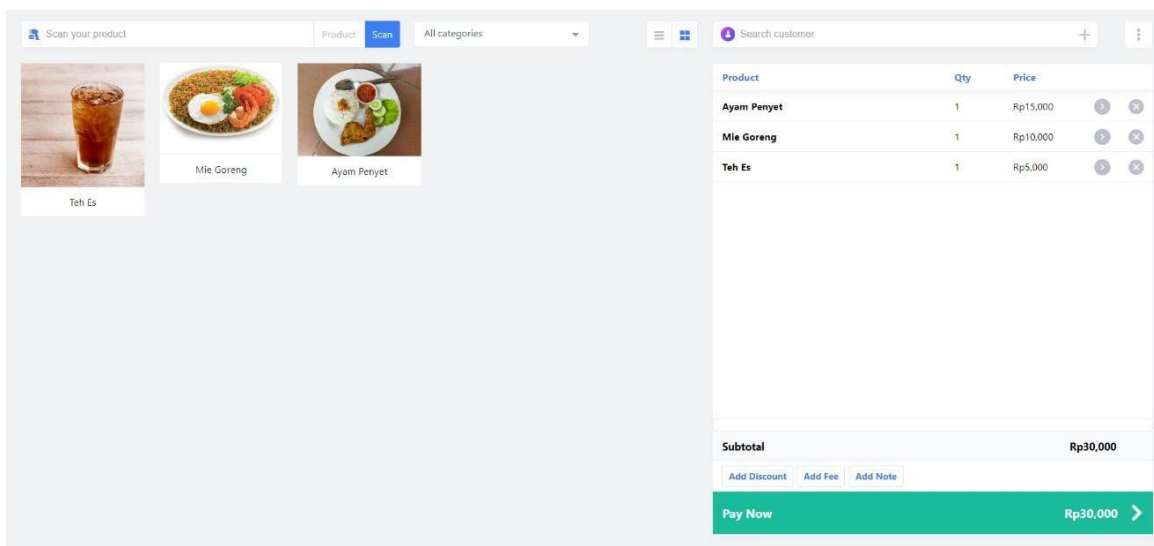 Scan your product
Product
Scan
All categories
Search customer
Teh Es
Mie Goreng
Ayam Penyet
Product Qty Price
Ayam Penyet 1 Rp15,000
Mie Goreng 1 Rp10,000
Teh Es 1 Rp5,000
Subtotal Rp30,000
Add Discount Add Fee Add Note
Pay Now Rp30,000